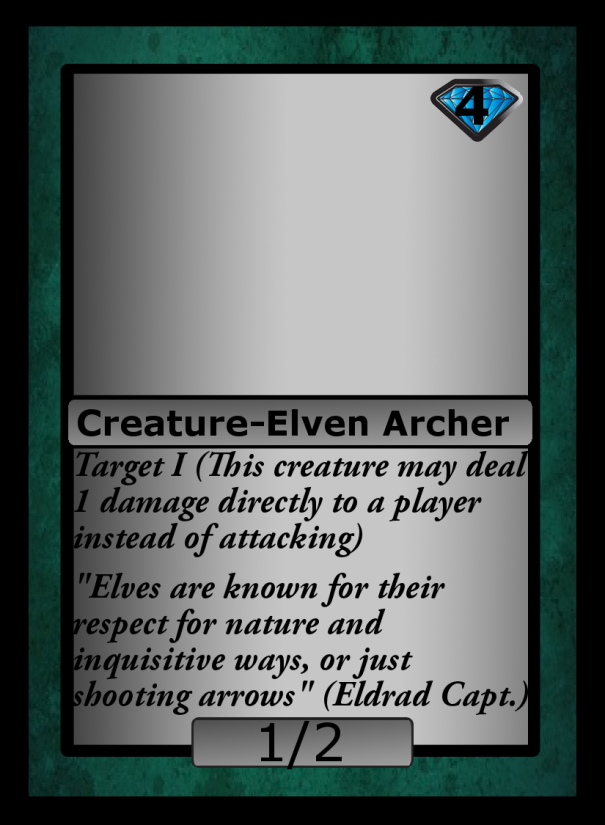 4
Creature-Elven Archer
Target I (This creature may deal
1 damage directly to a player
instead of attacking)
"Elves are known for their
respect for nature and
inquisitive ways, or just
shooting arrows" (Eldrad Capt.)
1/2